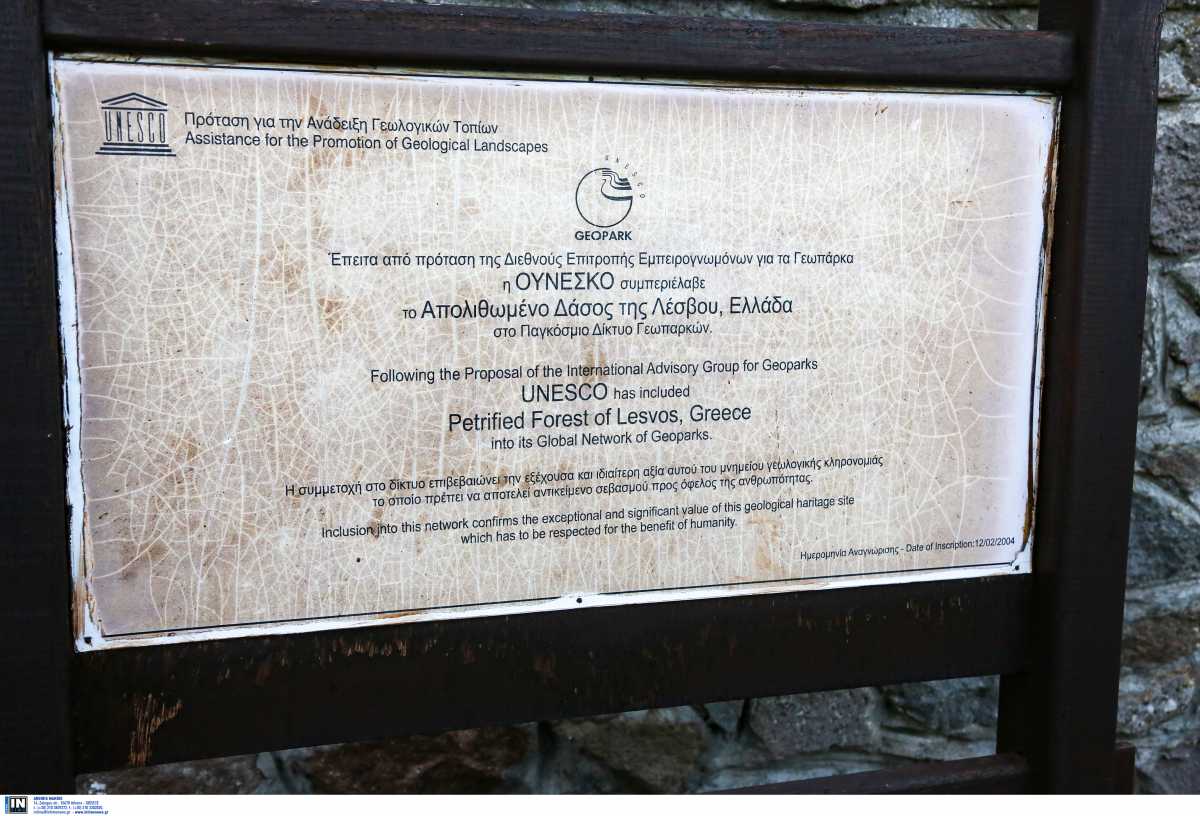 UNESCO
Πρόταση για την Ανάδειξη Γεωλογικών Τοπίων
Assistance for the Promotion of Geological Landscapes
UNESCO
GEOPARK
Έπειτα από πρόταση της Διεθνούς Επιτροπής Εμπειρογνωμόνων για τα Γεωπάρκα
η ΟΥΝΕΣΚΟ συμπεριέλαβε
το Απολιθωμένο Δάσος της Λέσβου, Ελλάδα
στο Παγκόσμιο Δίκτυο Γεωπαρκών.
Following the Proposal of the International Advisory Group for Geoparks
UNESCO has included
Petrified Forest of Lesvos, Greece
into its Global Network of Geoparks.
Η συμμετοχή στο δίκτυο επιβεβαιώνει την εξέχουσα και ιδιαίτερη αξία αυτού του μνημείου γεωλογικής κληρονομιάς
το οποίο πρέπει να αποτελεί αντικείμενο σεβασμού προς όφελος της ανθρωπότητας.
Inclusion into this network confirms the exceptional and significant value of this geological haritage site
which has to be respected for the benefit of humanity.
Ημερομηνία Αναγνώρισης - Date of Inscription:12/02/2004
IN